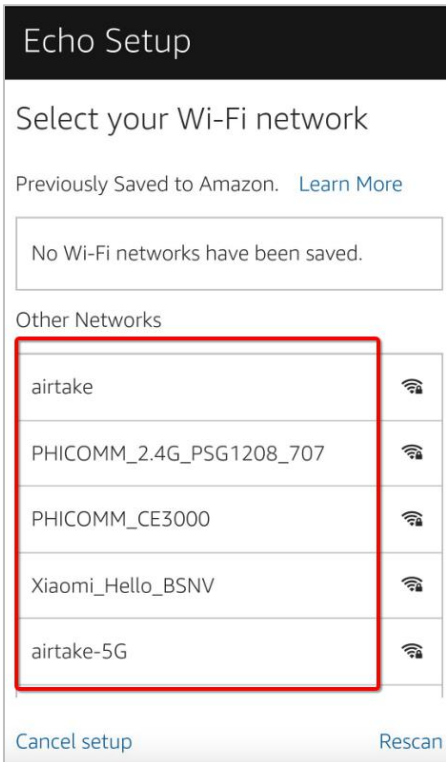 Echo Setup
Select your Wi-Fi network
Previously Saved to Amazon. Learn More
No Wi-Fi networks have been saved.
Other Networks
airtake
PHICOMM_2.4G_PSG1208_707
PHICOMM_CE3000
Xiaomi_Hello_BSNV
airtake-5G
Cancel setup Rescan